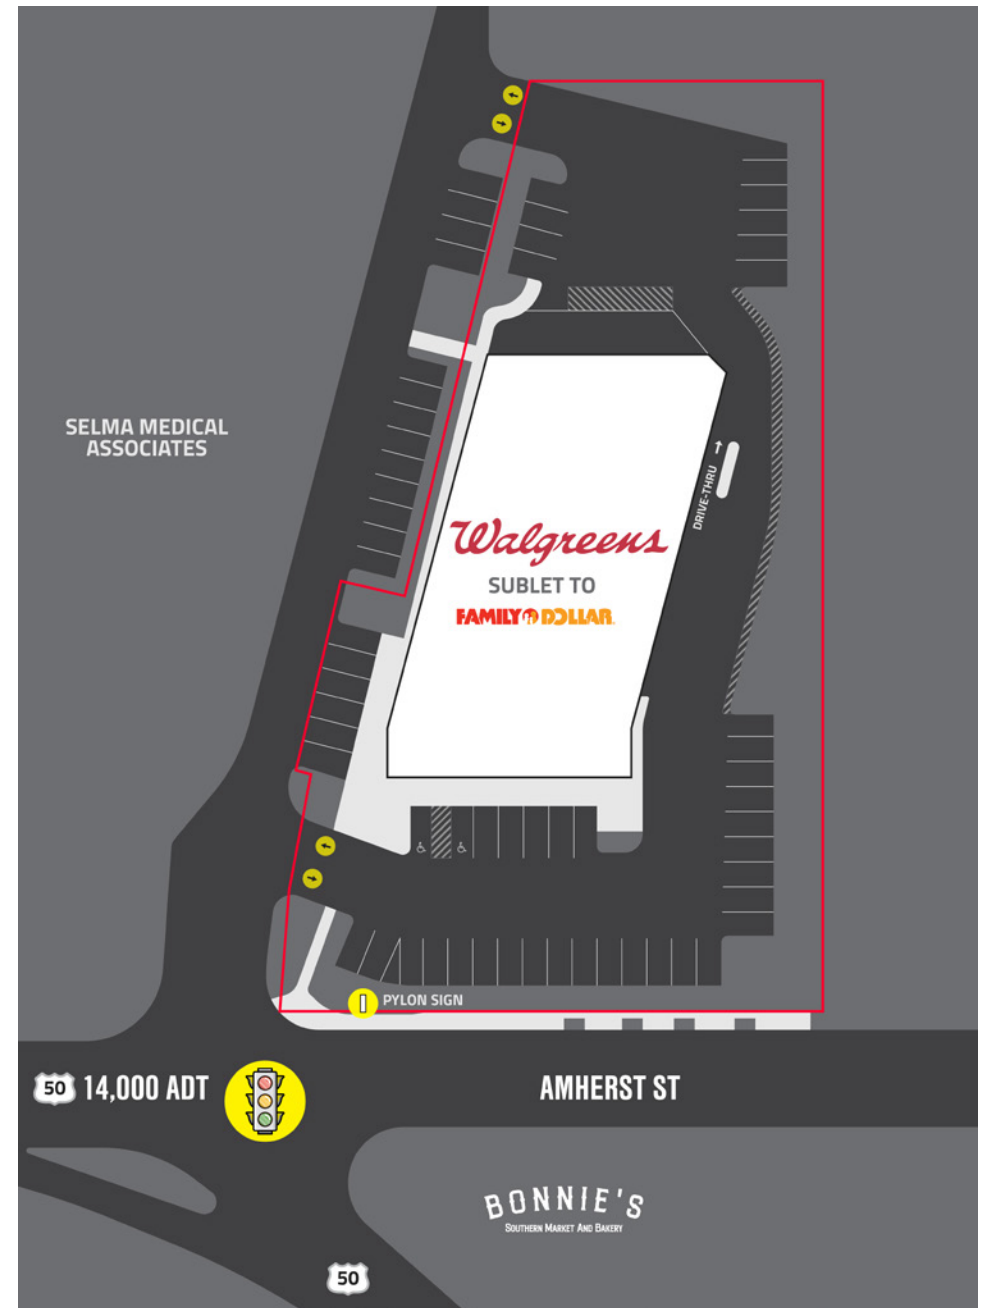 SELMA MEDICAL
ASSOCIATES
DRIVE-THRU
Walgreens
SUBLET TO
FAMILY DOLLAR
PYLON SIGN
50 14,000 ADT
AMHERST ST
BONNIE'S
SOUTHERN MARKET AND BAKERY
50